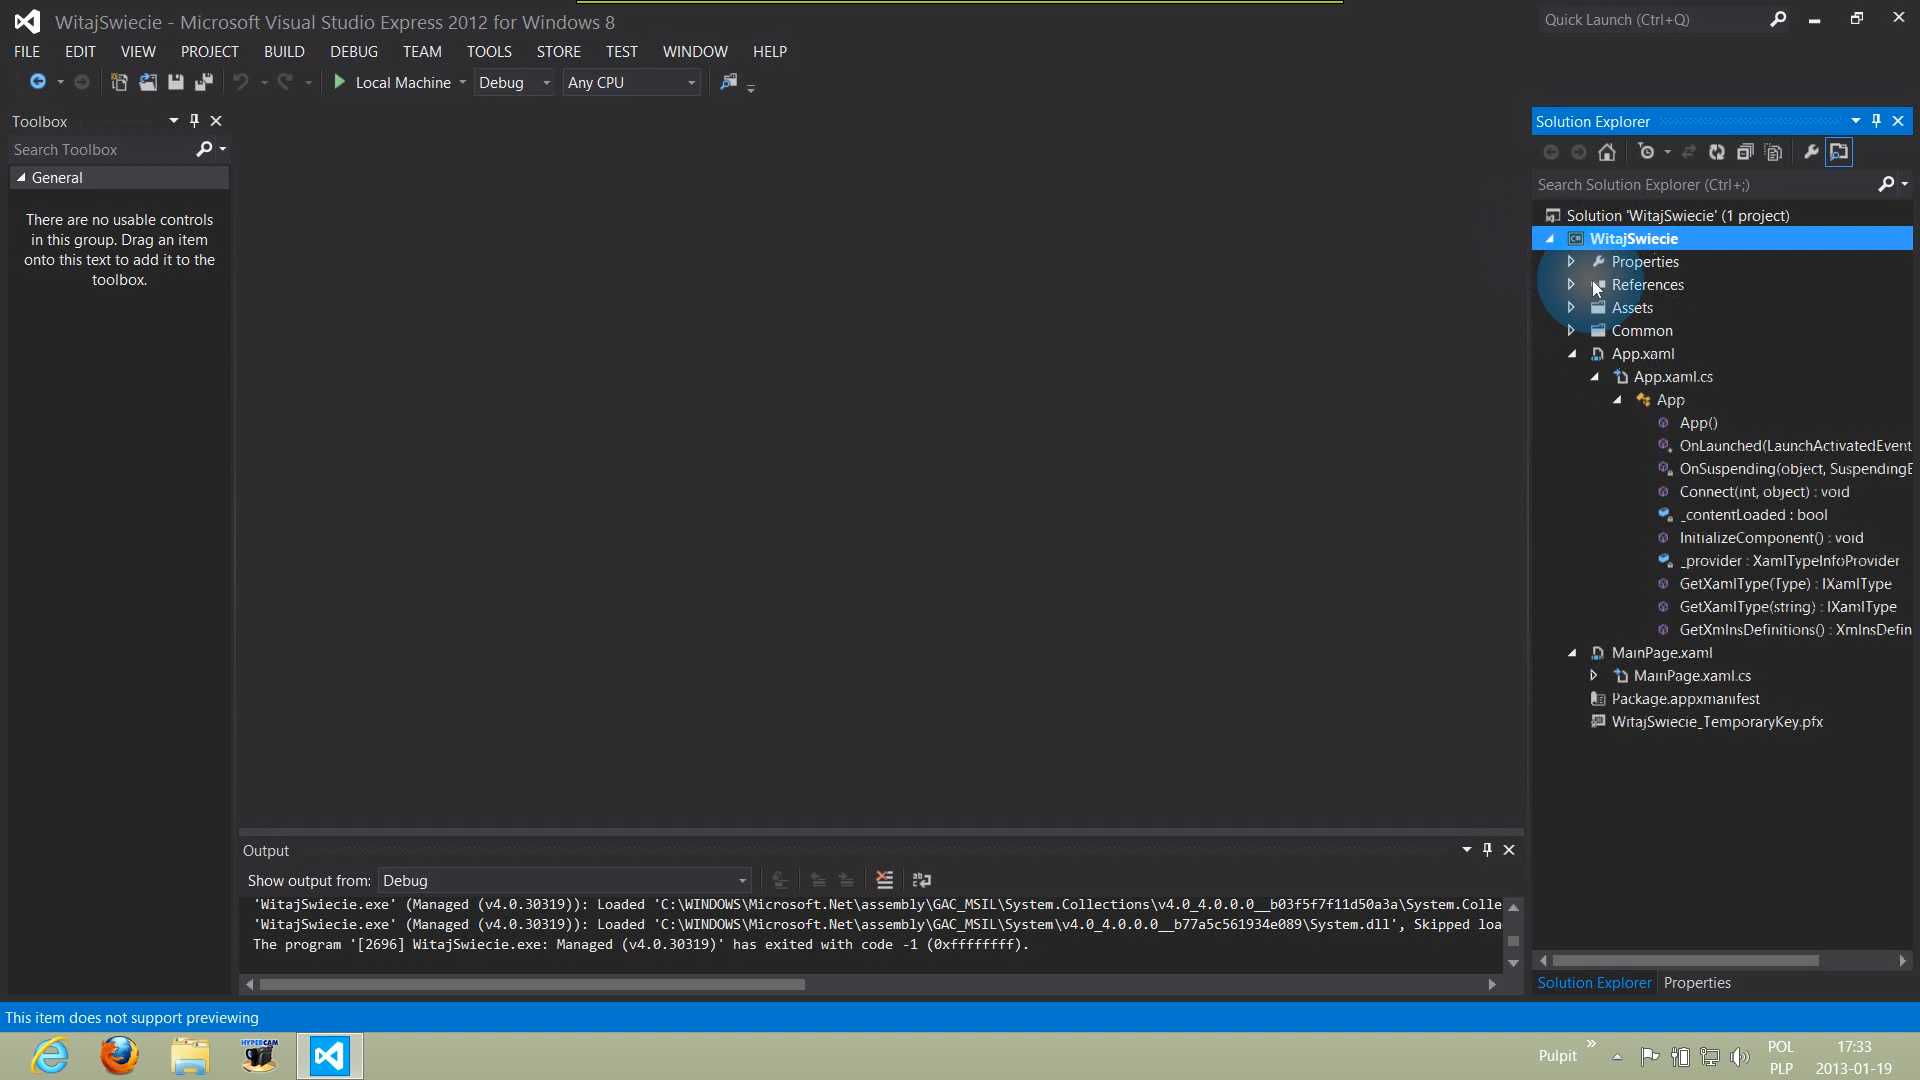 WitajSwiecie - Microsoft Visual Studio Express 2012 for Windows 8
Quick Launch (Ctrl+Q)
FILE EDIT VIEW PROJECT BUILD DEBUG TEAM TOOLS STORE TEST WINDOW HELP
Local Machine Debug Any CPU
Toolbox
Search Toolbox
General
There are no usable controls
in this group. Drag an item
onto this text to add it to the
toolbox.
Solution Explorer
Search Solution Explorer (Ctrl+;)
Solution 'WitajSwiecie' (1 project)
WitajSwiecie
Properties
References
Assets
Common
App.xaml
App.xaml.cs
App
App()
OnLaunched(LaunchActivatedEvent
OnSuspending(object, SuspendingE
Connect(int, object) : void
_contentLoaded : bool
InitializeComponent() : void
_provider : XamlTypeInfoProvider
GetXamlType(Type) : IXamlType
GetXamlType(string) : IXamlType
GetXmlnsDefinitions() : XmlnsDefin
MainPage.xaml
MainPage.xaml.cs
Package.appxmanifest
WitajSwiecie_TemporaryKey.pfx
Solution Explorer Properties
Output
Show output from: Debug
'WitajSwiecie.exe' (Managed (v4.0.30319)): Loaded 'C:\WINDOWS\Microsoft.Net\assembly\GAC_MSIL\System.Collections\v4.0_4.0.0.0__b03f5f7f11d50a3a\System.Colle
'WitajSwiecie.exe' (Managed (v4.0.30319)): Loaded 'C:\WINDOWS\Microsoft.Net\assembly\GAC_MSIL\System\v4.0_4.0.0.0__b77a5c561934e089\System.dll', Skipped loa
The program '[2696] WitajSwiecie.exe: Managed (v4.0.30319)' has exited with code -1 (0xffffffff).
This item does not support previewing
HYPERCAM
Pulpit
POL
PLP
17:33
2013-01-19